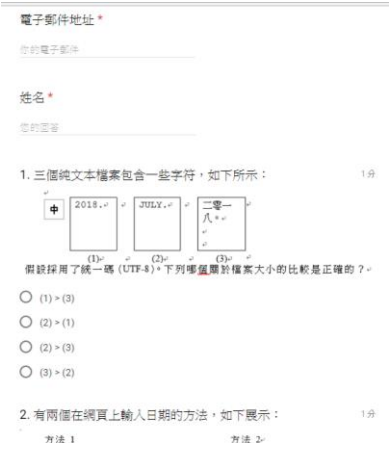 電子郵件地址 *
你的電子郵件
姓名 *
您的回答
1. 三個純文本檔案包含一些字符，如下所示： 1 分
中
2018.
JULY.
二零一
八。
(1) (2) (3)
假設採用了統一碼 (UTF-8)。下列哪個關於檔案大小的比較是正確的？
(1) > (3)
(2) > (1)
(2) > (3)
(3) > (2)
2. 有兩個在網頁上輸入日期的方法，如下展示： 1 分
方法 1 方法 2